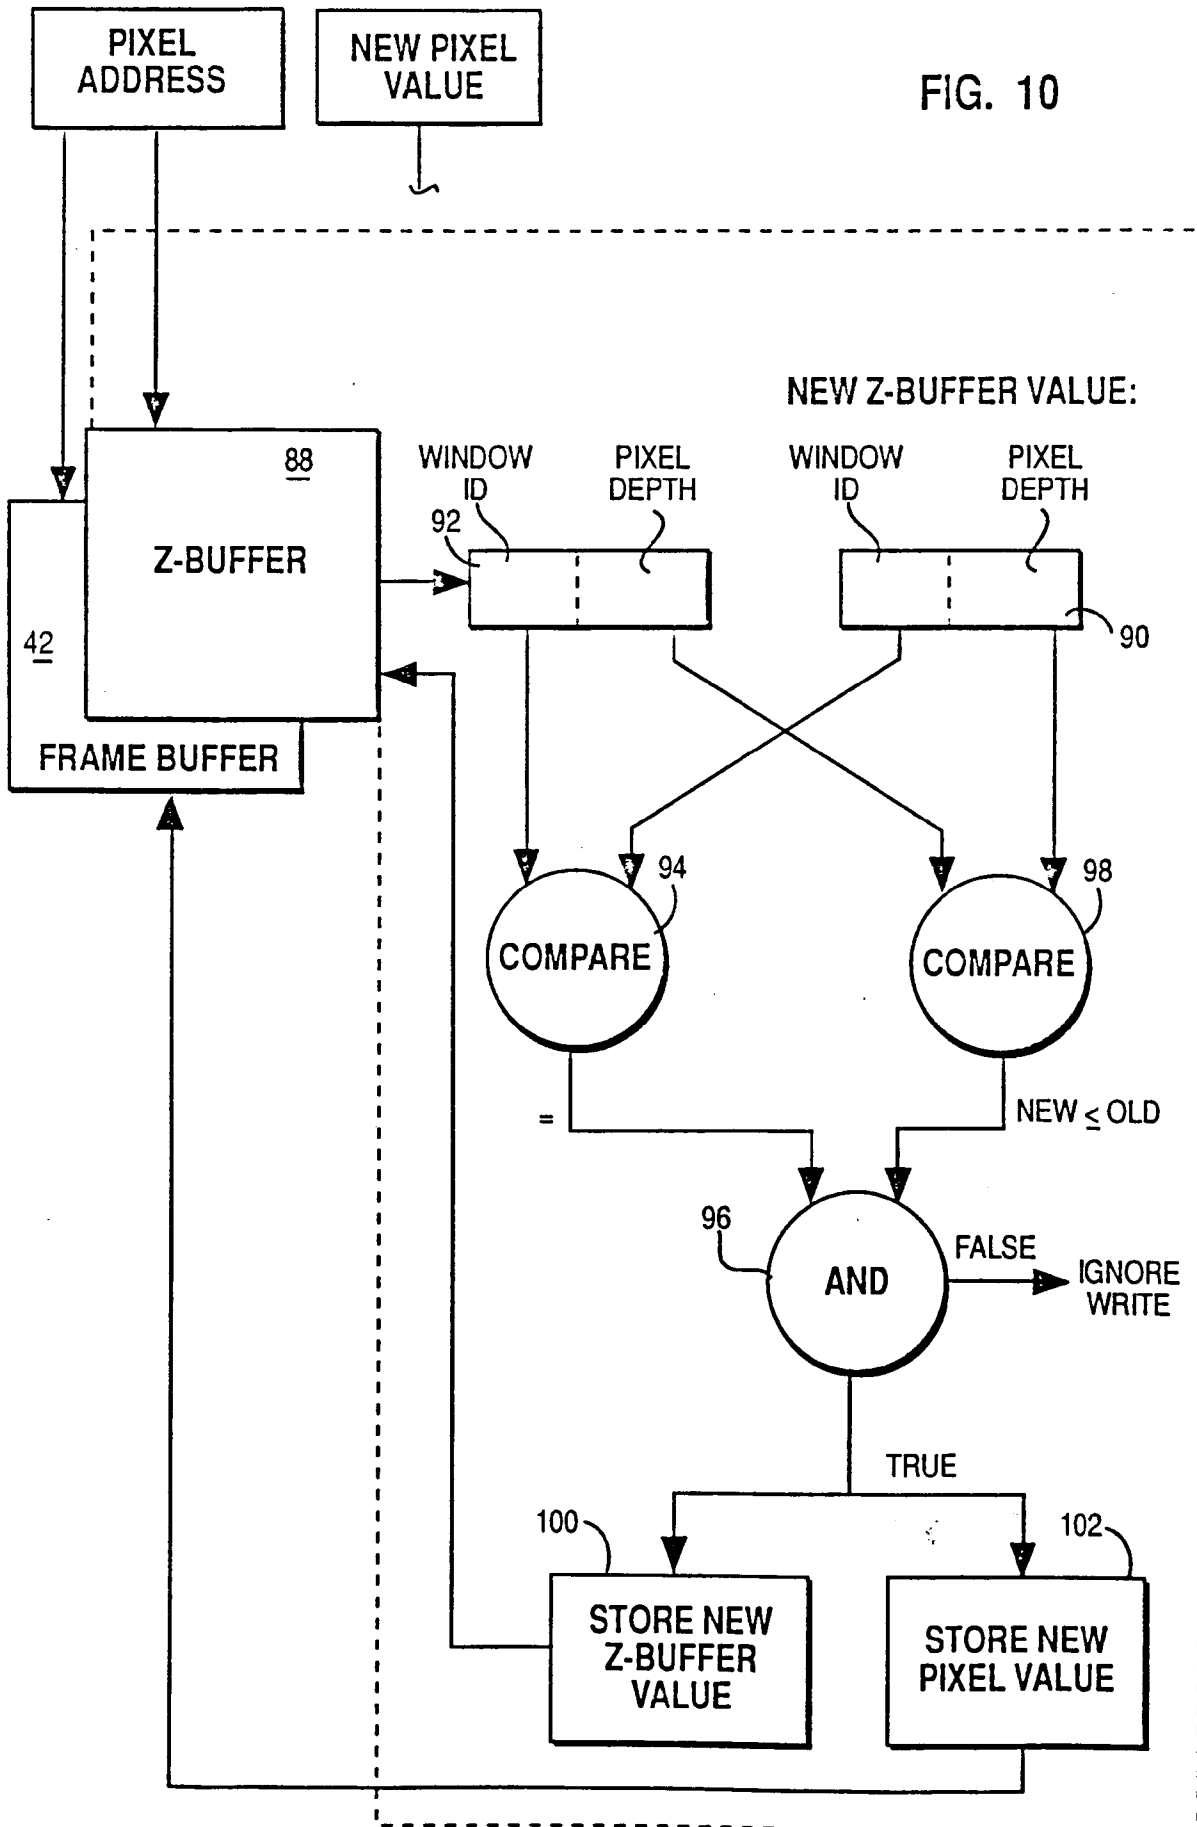 PIXEL
ADDRESS
NEW PIXEL
VALUE
FIG. 10
NEW Z-BUFFER VALUE:
88
Z-BUFFER
42
FRAME BUFFER
WINDOW
ID
PIXEL
DEPTH
92
WINDOW
ID
PIXEL
DEPTH
90
94
COMPARE
98
COMPARE
=
NEW ≤ OLD
96
AND
FALSE
IGNORE
WRITE
TRUE
100
STORE NEW
Z-BUFFER
VALUE
102
STORE NEW
PIXEL VALUE